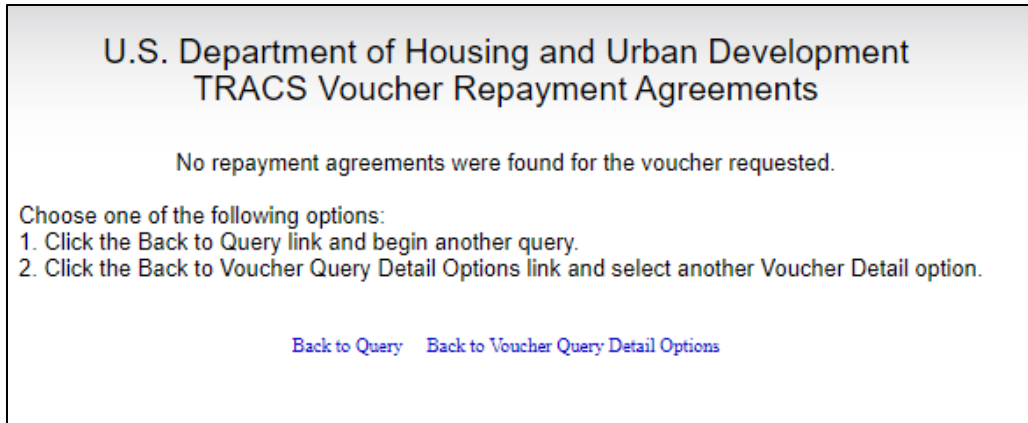 U.S. Department of Housing and Urban Development
TRACS Voucher Repayment Agreements
No repayment agreements were found for the voucher requested.
Choose one of the following options:
1. Click the Back to Query link and begin another query.
2. Click the Back to Voucher Query Detail Options link and select another Voucher Detail option.
Back to Query Back to Voucher Query Detail Options